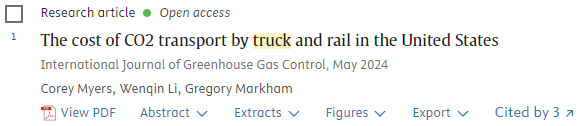 Research article Open access
1
The cost of CO2 transport by truck and rail in the United States
International Journal of Greenhouse Gas Control, May 2024
Corey Myers, Wenqin Li, Gregory Markham
View PDF Abstract Extracts Figures Export Cited by 3